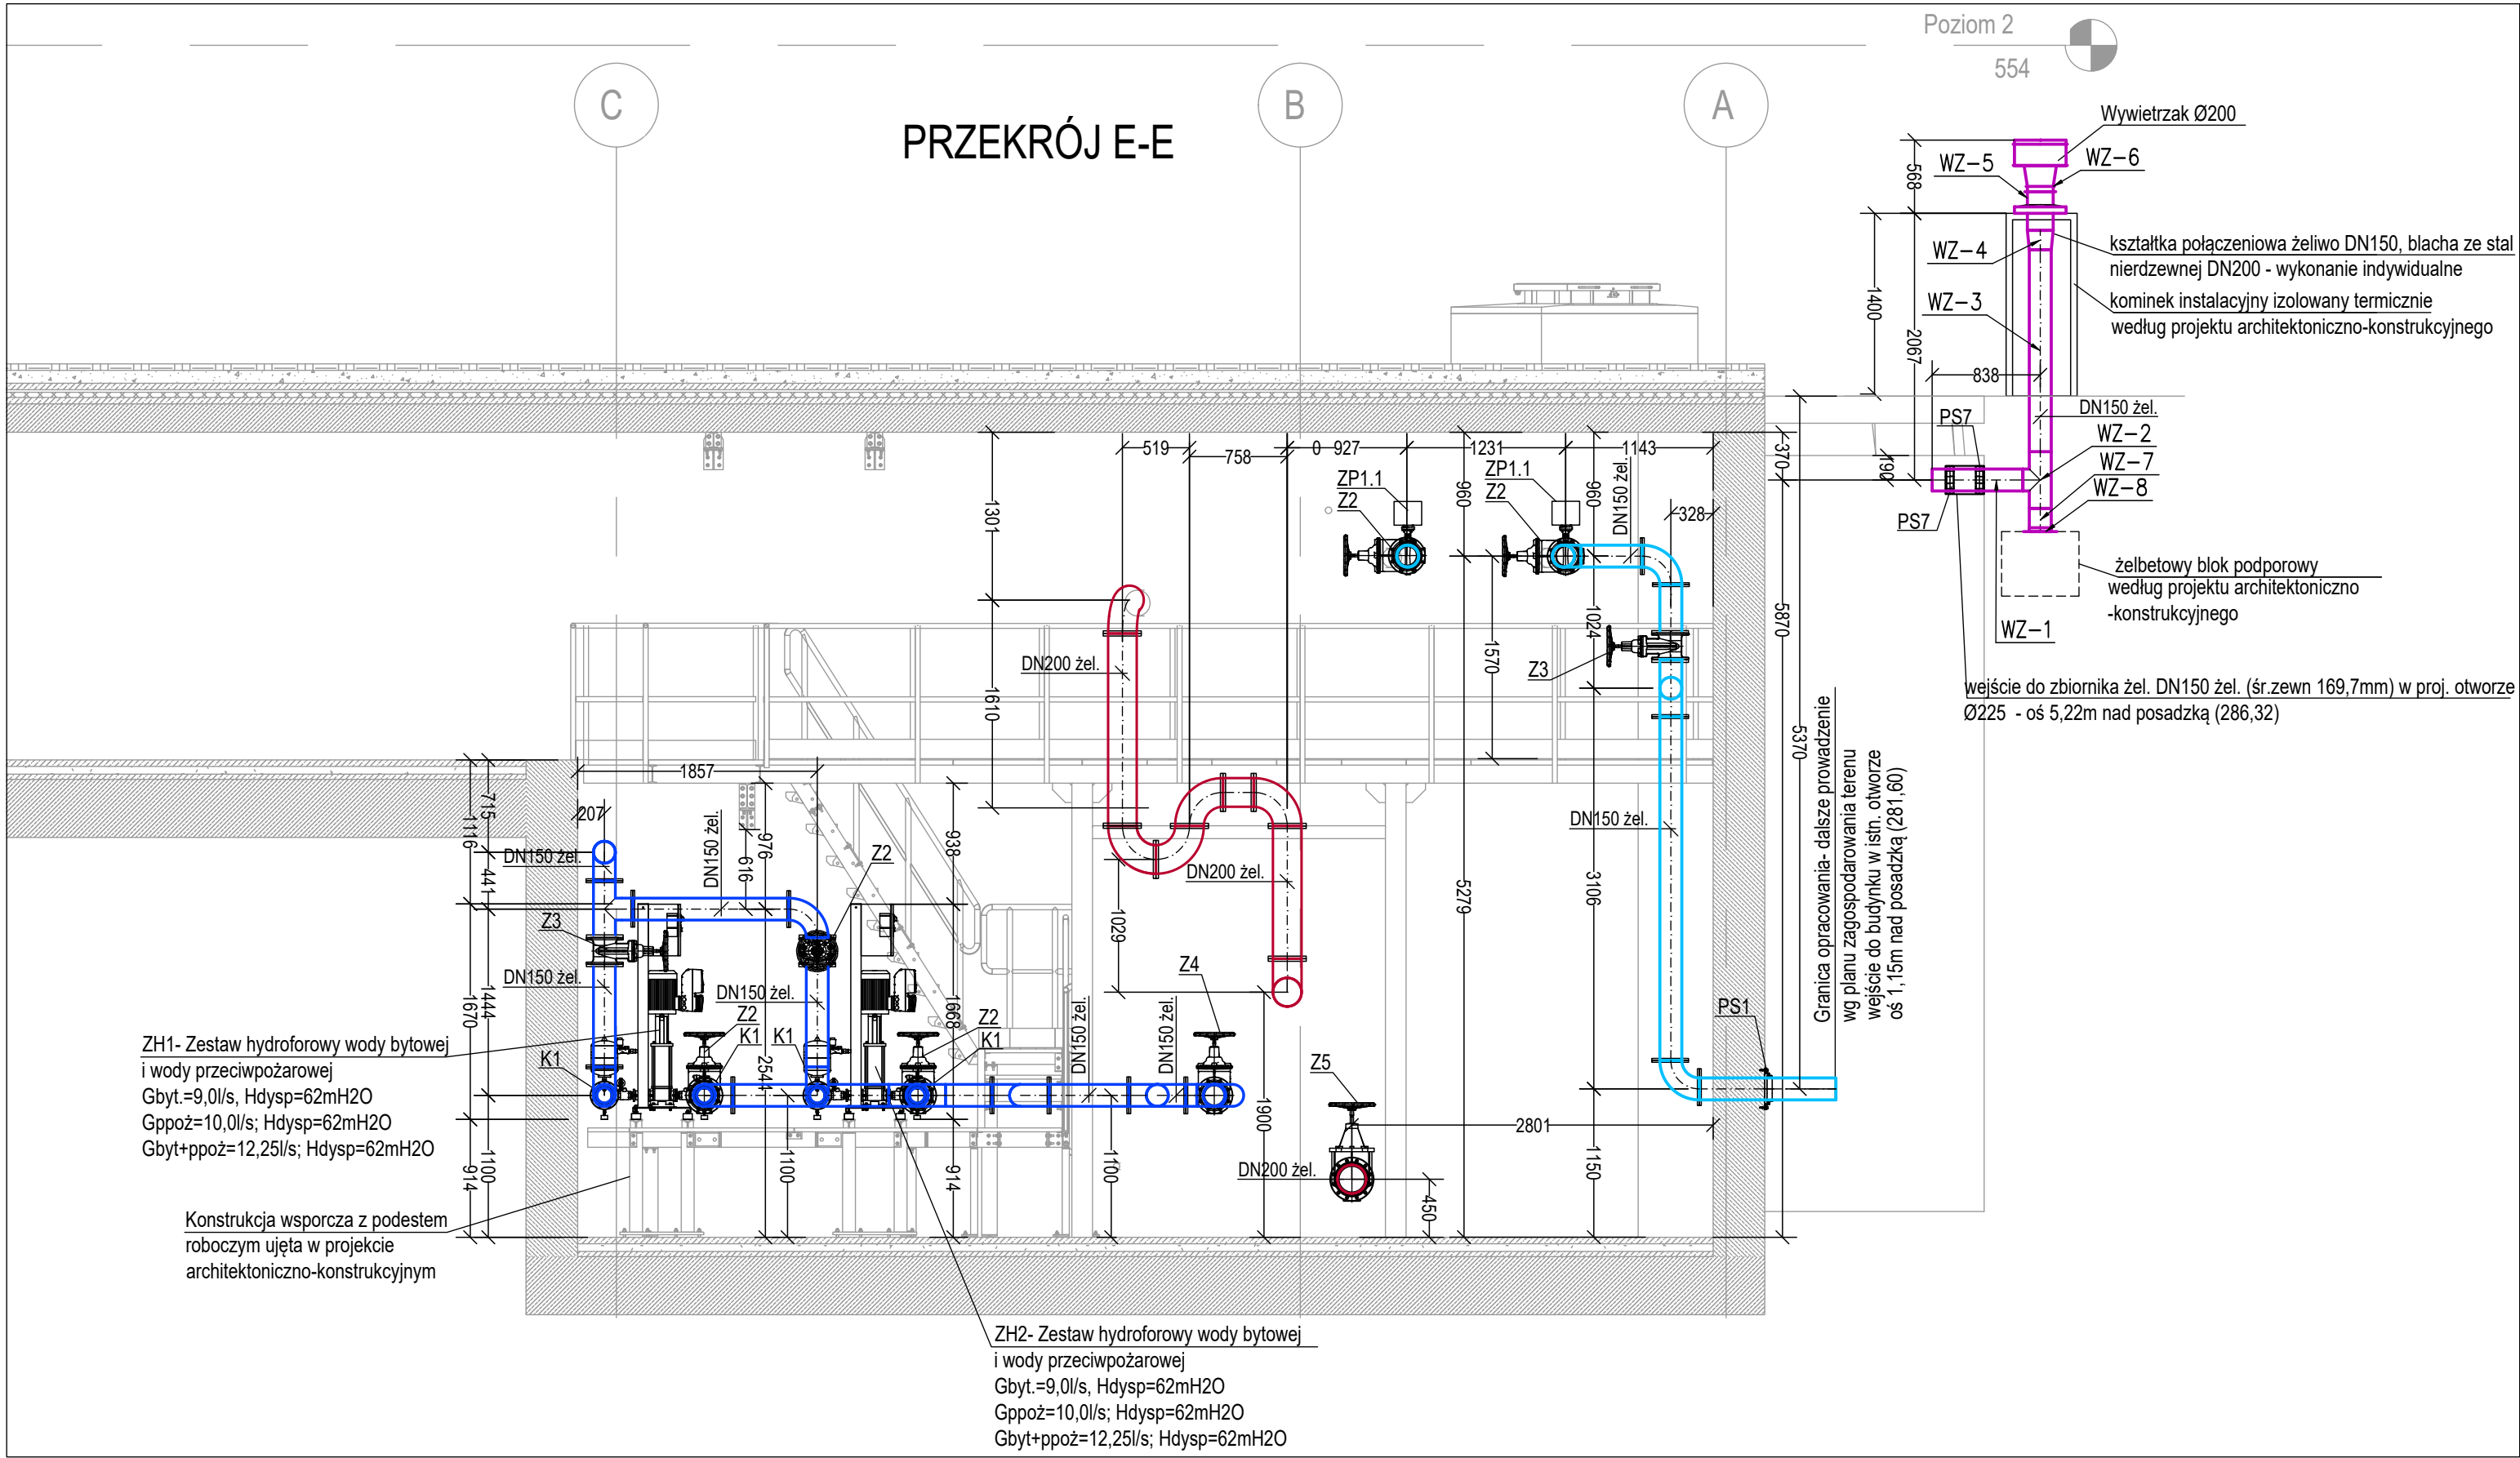 Poziom 2
554
C
B
A
PRZEKRÓJ E-E
Wywietrzak Ø200
WZ-5
WZ-6
568
WZ-4
kształtka połączeniowa żeliwo DN150, blacha ze stal
nierdzewnej DN200 - wykonanie indywidualne
WZ-3
kominek instalacyjny izolowany termicznie
według projektu architektoniczno-konstrukcyjnego
1400
2067
838
DN150 żel.
PS7
WZ-2
WZ-7
WZ-8
PS7
190
żelbetowy blok podporowy
według projektu architektoniczno
-konstrukcyjnego
WZ-1
wejście do zbiornika żel. DN150 żel. (śr.zewn 169,7mm) w proj. otworze
Ø225 - oś 5,22m nad posadzką (286,32)
519
758
0
927
1231
1143
370
ZP1.1
Z2
ZP1.1
Z2
960
960
DN150 żel.
328
1301
1610
DN200 żel.
1570
1024
Z3
5870
5370
Granica opracowania- dalsze prowadzenie
wg planu zagospodarowania terenu
wejście do budynku w istn. otworze
oś 1,15m nad posadzką (281,60)
1857
207
715
1116
441
DN150 żel.
DN150 żel.
616
976
938
Z2
DN200 żel.
DN150 żel.
5279
3106
1029
Z3
DN150 żel.
DN150 żel.
1444
1670
1668
2544
Z2
K1
K1
K1
Z2
K1
DN150 żel.
DN150 żel.
Z4
Z5
PS1
1900
2801
1150
DN200 żel.
450
1100
914
1100
914
1100
ZH1- Zestaw hydroforowy wody bytowej
i wody przeciwpożarowej
Gbyt.=9,0l/s, Hdysp=62mH2O
Gppoż=10,0l/s; Hdysp=62mH2O
Gbyt+ppoż=12,25l/s; Hdysp=62mH2O
Konstrukcja wsporcza z podestem
roboczym ujęta w projekcie
architektoniczno-konstrukcyjnym
ZH2- Zestaw hydroforowy wody bytowej
i wody przeciwpożarowej
Gbyt.=9,0l/s, Hdysp=62mH2O
Gppoż=10,0l/s; Hdysp=62mH2O
Gbyt+ppoż=12,25l/s; Hdysp=62mH2O